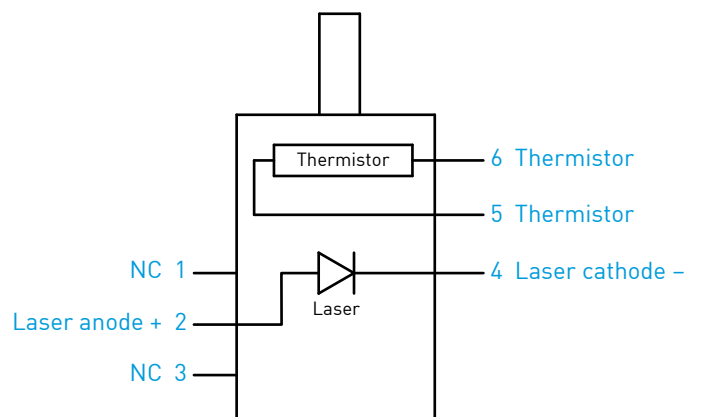 Thermistor
6 Thermistor
5 Thermistor
NC 1
4 Laser cathode –
Laser
Laser anode + 2
NC 3